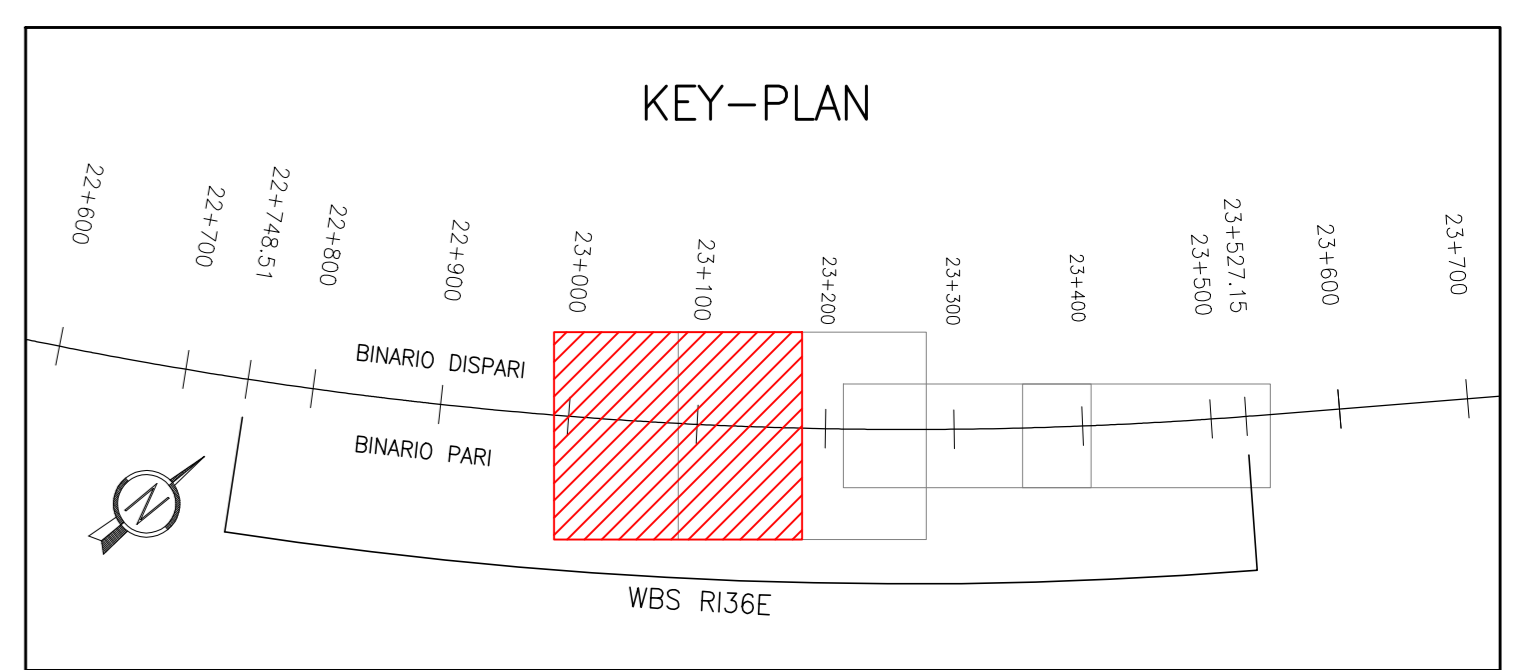 KEY-PLAN
22+600
22+700
22+748.51
22+800
22+900
23+000
23+100
23+200
23+300
23+400
23+500
23+527.15
23+600
23+700
BINARIO DISPARI
BINARIO PARI
N
WBS RI36E